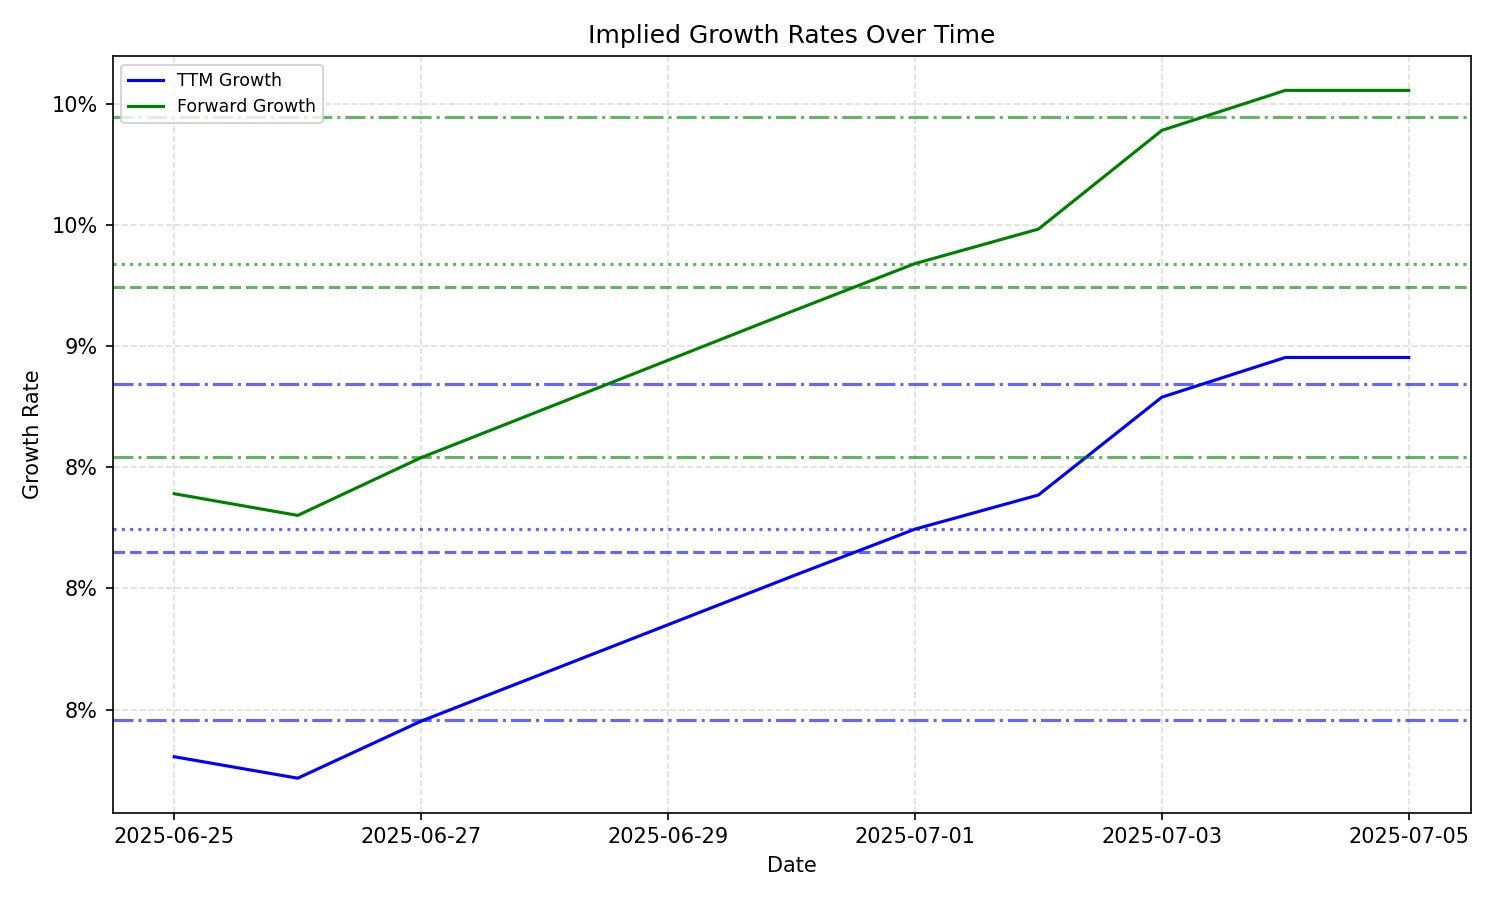 Implied Growth Rates Over Time
TTM Growth
Forward Growth
10%
10%
9%
8%
8%
8%
Growth Rate
2025-06-25
2025-06-27
2025-06-29
2025-07-01
2025-07-03
2025-07-05
Date